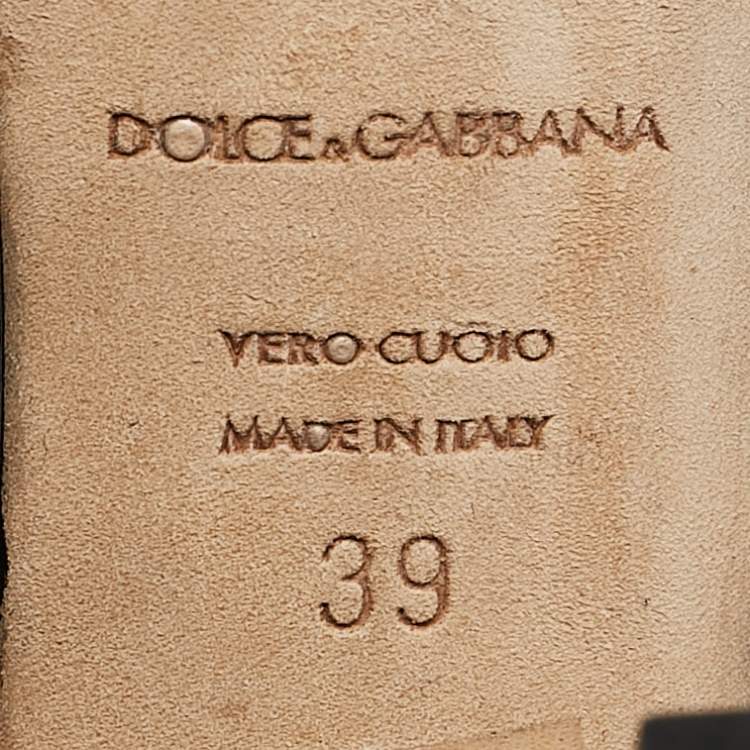 DOLCE&GABBANA
VERO CUOIO
MADE IN ITALY
39